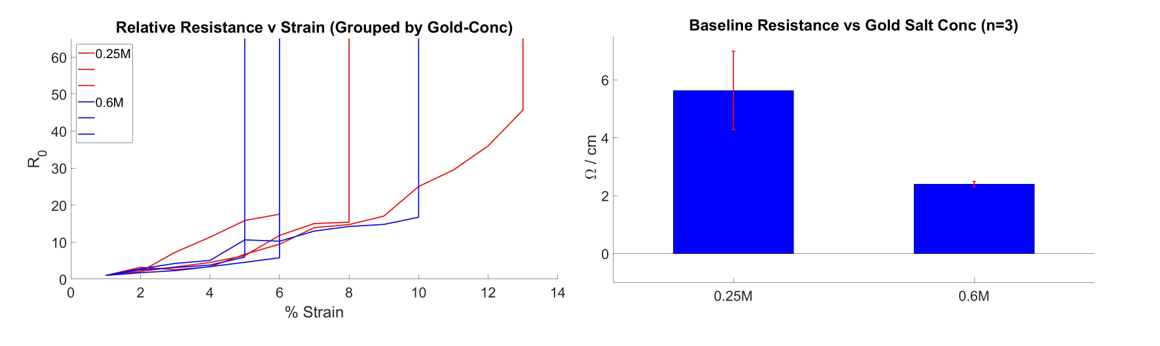 Relative Resistance v Strain (Grouped by Gold-Conc)
60
50
40
30
20
10
0
R0
0.25M
0.6M
0 2 4 6 8 10 12 14
% Strain
Baseline Resistance vs Gold Salt Conc (n=3)
6
4
2
0
Ω / cm
0.25M 0.6M